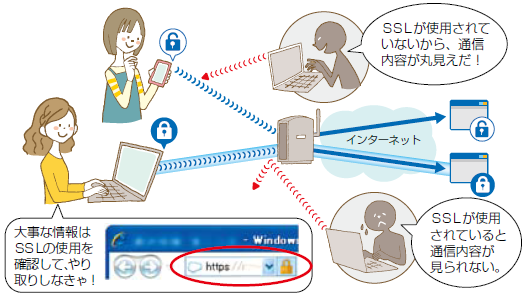 SSLが使用されて
いないから、通信
内容が丸見えだ！
インターネット
大事な情報は
SSLの使用を
確認して、やり
取りしなきゃ！
- Window
https:
SSLが使用
されていると
通信内容が
見られない。